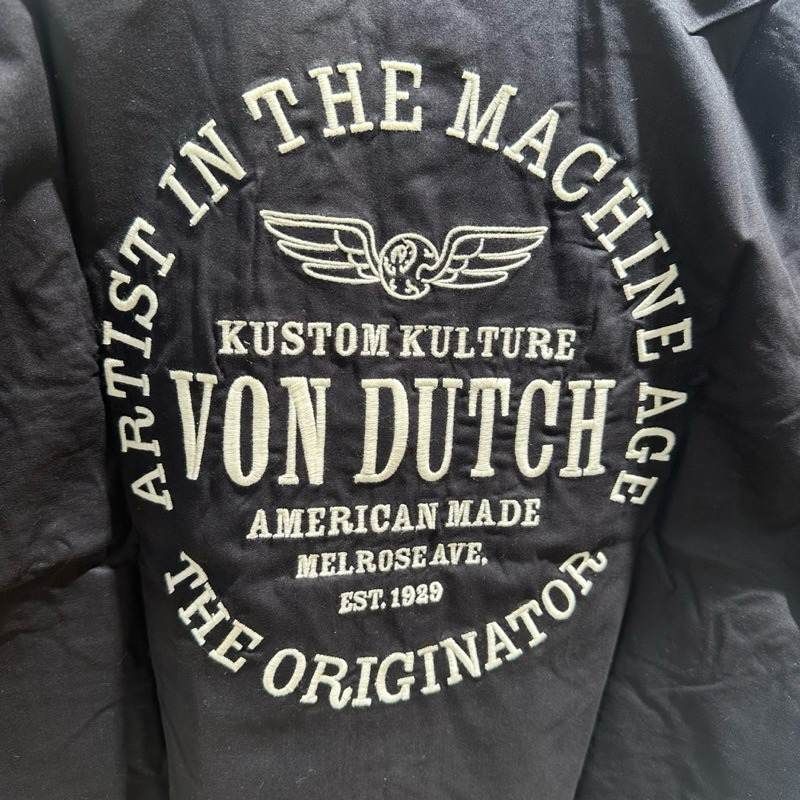 ARTIST IN THE MACHINE AGE
KUSTOM KULTURE
VON DUTCH
AMERICAN MADE
MELROSE AVE,
EST. 1929
THE ORIGINATOR